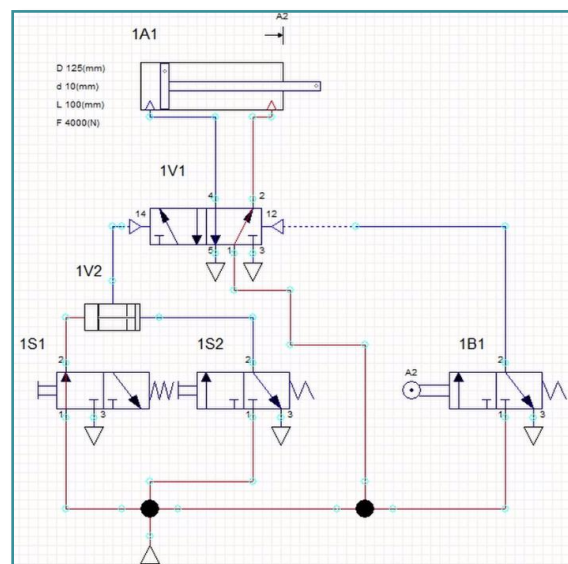 A2
1A1
D 125(mm)
d 10(mm)
L 100(mm)
F 4000(N)
1V1
4 2
14 12
5 1 3
1V2
1S1 1S2 1B1
2 2 2
A2
1 3 1 3 1 3